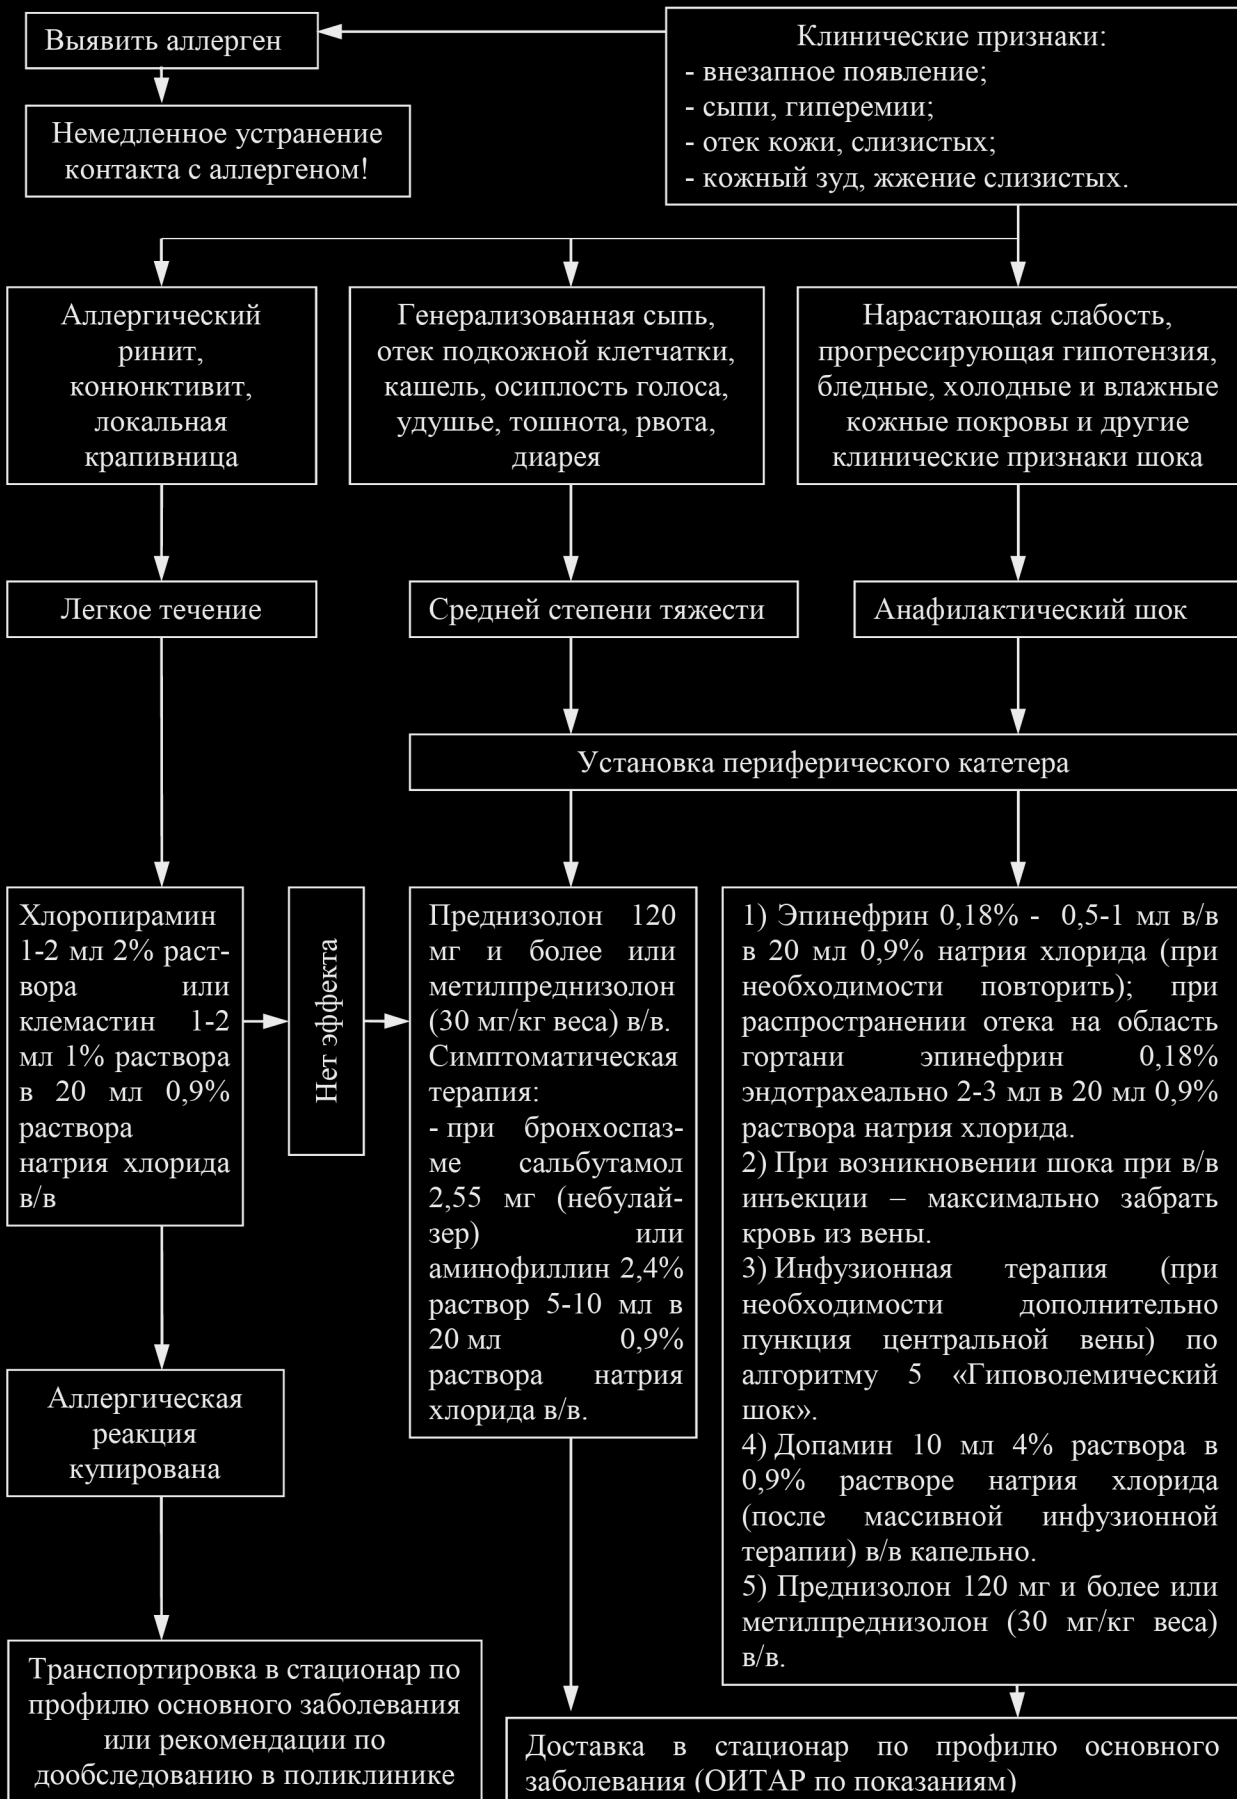 Выявить аллерген
Клинические признаки:
- внезапное появление;
- сыпи, гиперемии;
- отек кожи, слизистых;
- кожный зуд, жжение слизистых.
Немедленное устранение
контакта с аллергеном!
Аллергический
ринит,
конюнктивит,
локальная
крапивница
Генерализованная сыпь,
отек подкожной клетчатки,
кашель, осиплость голоса,
удушье, тошнота, рвота,
диарея
Нарастающая слабость,
прогрессирующая гипотензия,
бледные, холодные и влажные
кожные покровы и другие
клинические признаки шока
Легкое течение
Средней степени тяжести
Анафилактический шок
Установка периферического катетера
Хлоропирамин
1-2 мл 2% раст-
вора или
клемастин 1-2
мл 1% раствора
в 20 мл 0,9%
раствора
натрия хлорида
в/в
Нет эффекта
Преднизолон 120
мг и более или
метилпреднизолон
(30 мг/кг веса) в/в.
Симптоматическая
терапия:
- при бронхоспаз-
ме сальбутамол
2,55 мг (небулай-
зер) или
аминофиллин 2,4%
раствор 5-10 мл в
20 мл 0,9%
раствора натрия
хлорида в/в.
1) Эпинефрин 0,18% - 0,5-1 мл в/в
в 20 мл 0,9% натрия хлорида (при
необходимости повторить); при
распространении отека на область
гортани эпинефрин 0,18%
эндотрахеально 2-3 мл в 20 мл 0,9%
раствора натрия хлорида.
2) При возникновении шока при в/в
инъекции – максимально забрать
кровь из вены.
3) Инфузионная терапия (при
необходимости дополнительно
пункция центральной вены) по
алгоритму 5 «Гиповолемический
шок».
4) Допамин 10 мл 4% раствора в
0,9% растворе натрия хлорида
(после массивной инфузионной
терапии) в/в капельно.
5) Преднизолон 120 мг и более или
метилпреднизолон (30 мг/кг веса)
в/в.
Аллергическая
реакция
купирована
Транспортировка в стационар по
профилю основного заболевания
или рекомендации по
дообследованию в поликлинике
Доставка в стационар по профилю основного
заболевания (ОИТАР по показаниям)